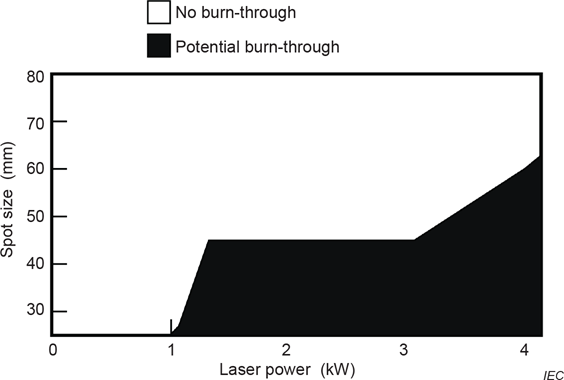 No burn-through
Potential burn-through
80
70
60
50
40
30
Spot size (mm)
0 1 2 3 4
Laser power (kW)
IEC